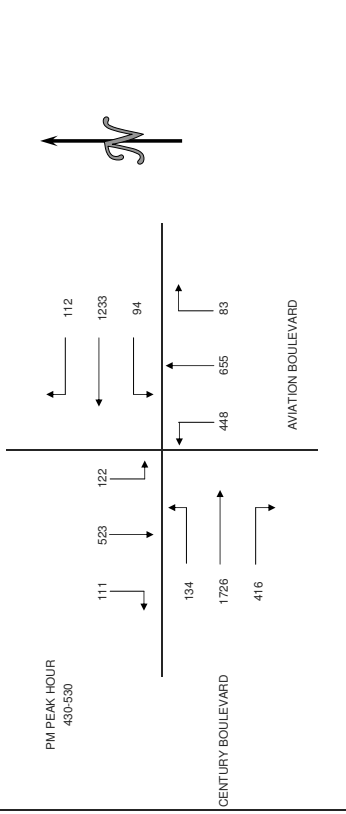 PM PEAK HOUR
430-530
112
111 523 122 1233
94
134
CENTURY BOULEVARD 1726 448 655 83
416
AVIATION BOULEVARD
N